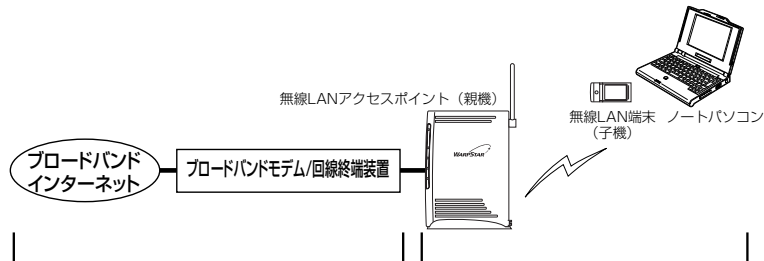 無線LANアクセスポイント（親機）
無線LAN端末
（子機）
ノートパソコン
WARPSTAR
ブロードバンド
インターネット
ブロードバンドモデム/回線終端装置